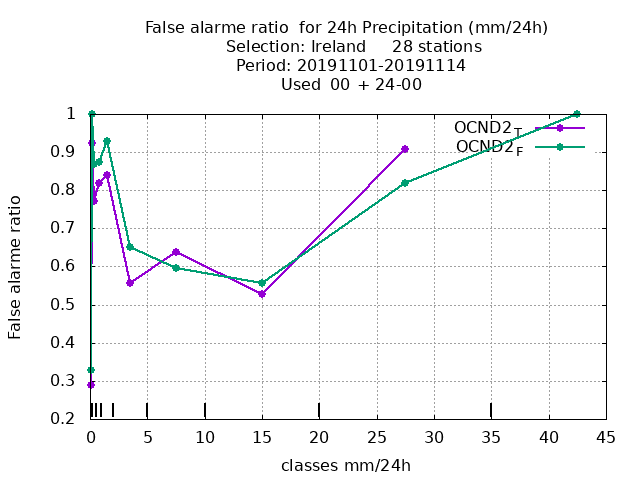 False alarme ratio  for 24h Precipitation (mm/24h)
Selection: Ireland     28 stations
Period: 20191101-20191114
Used  00 + 24-00
1
0.9
0.8
0.7
0.6
0.5
0.4
0.3
0.2
False alarme ratio
OCND2_T
OCND2_F
0 5 10 15 20 25 30 35 40 45
classes mm/24h